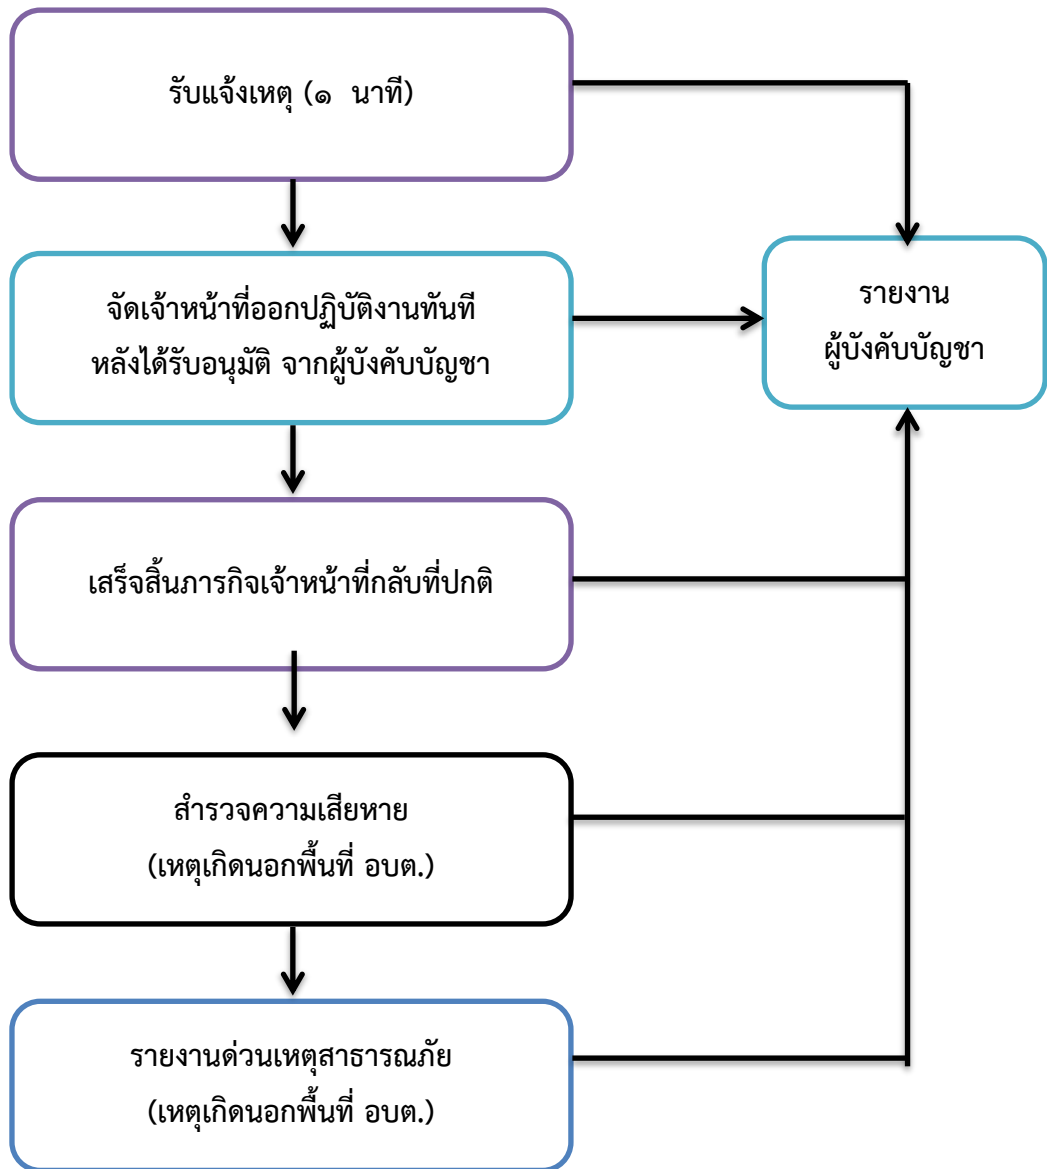 รับแจ้งเหตุ (๑ นาที)
จัดเจ้าหน้าที่ออกปฏิบัติงานทันที
หลังได้รับอนุมัติ จากผู้บังคับบัญชา
รายงาน
ผู้บังคับบัญชา
เสร็จสิ้นภารกิจเจ้าหน้าที่กลับที่ปกติ
สำรวจความเสียหาย
(เหตุเกิดนอกพื้นที่ อบต.)
รายงานด่วนเหตุสาธารณภัย
(เหตุเกิดนอกพื้นที่ อบต.)